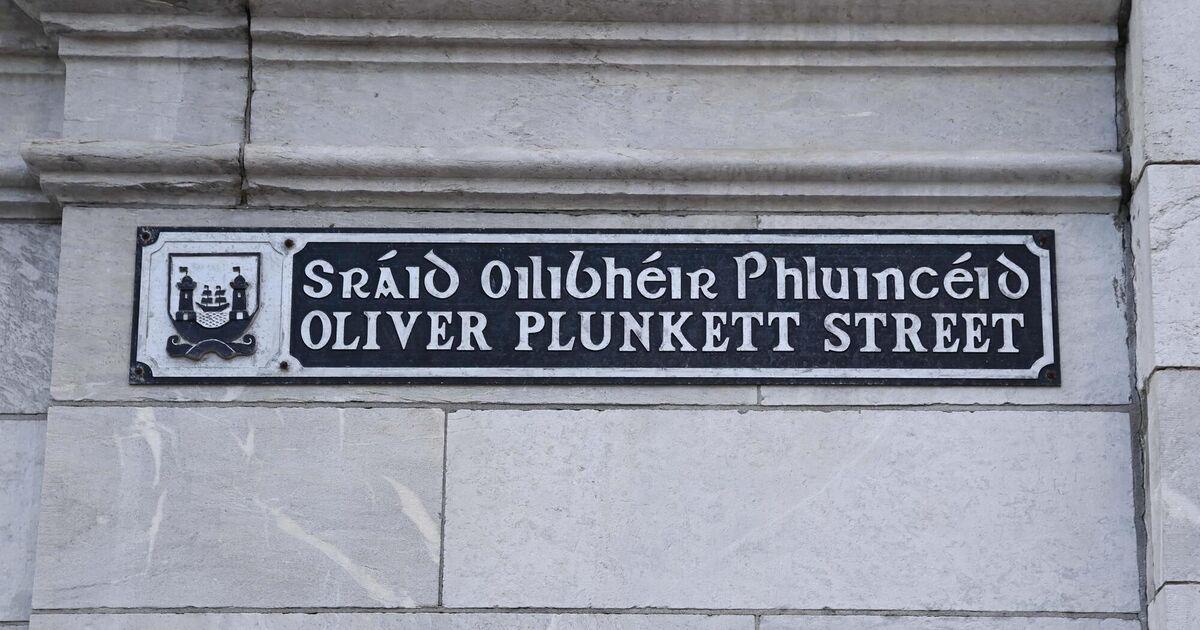 Sráid Oilibhéir Phluincéid
OLIVER PLUNKETT STREET